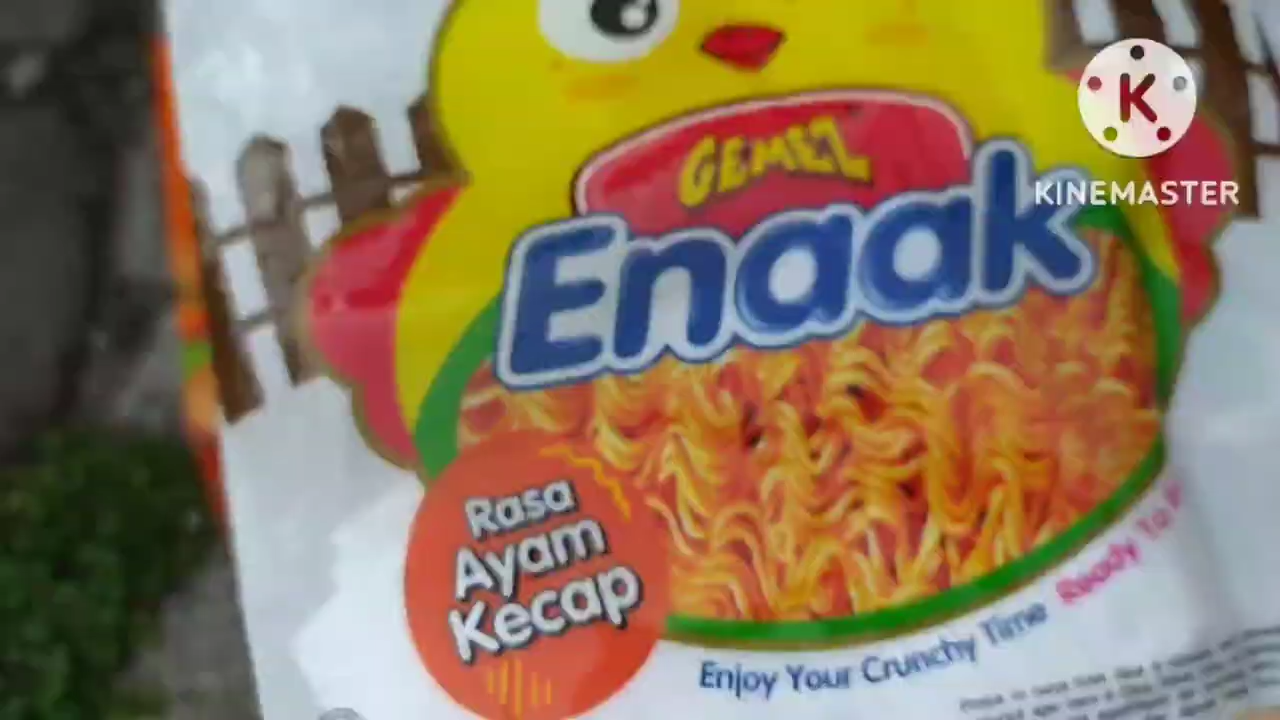 K
KINEMASTER
GEMEZ
Enaak
Rasa
Ayam
Kecap
Enjoy Your Crunchy Time
Ready To